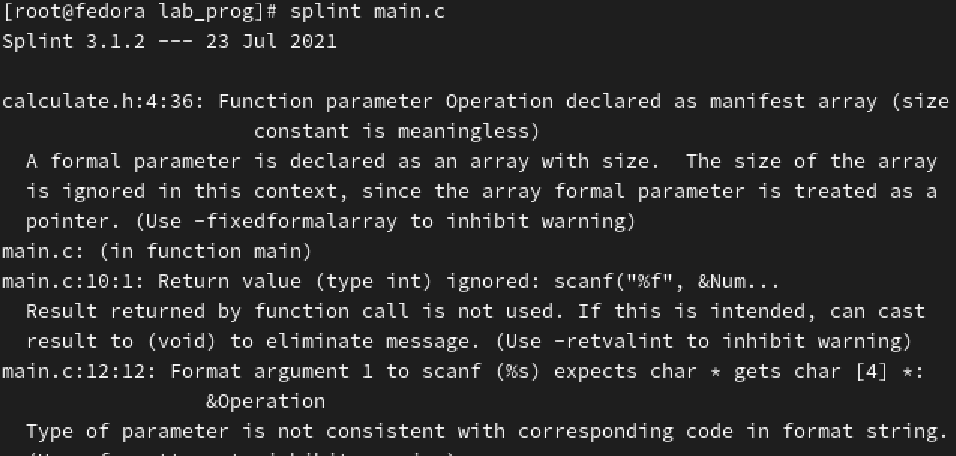 [root@fedora lab_prog]# splint main.c
Splint 3.1.2 --- 23 Jul 2021
calculate.h:4:36: Function parameter Operation declared as manifest array (size
constant is meaningless)
A formal parameter is declared as an array with size.  The size of the array
is ignored in this context, since the array formal parameter is treated as a
pointer. (Use -fixedformalarray to inhibit warning)
main.c: (in function main)
main.c:10:1: Return value (type int) ignored: scanf("%f", &Num...
Result returned by function call is not used. If this is intended, can cast
result to (void) to eliminate message. (Use -retvalint to inhibit warning)
main.c:12:12: Format argument 1 to scanf (%s) expects char * gets char [4] *:
&Operation
Type of parameter is not consistent with corresponding code in format string.